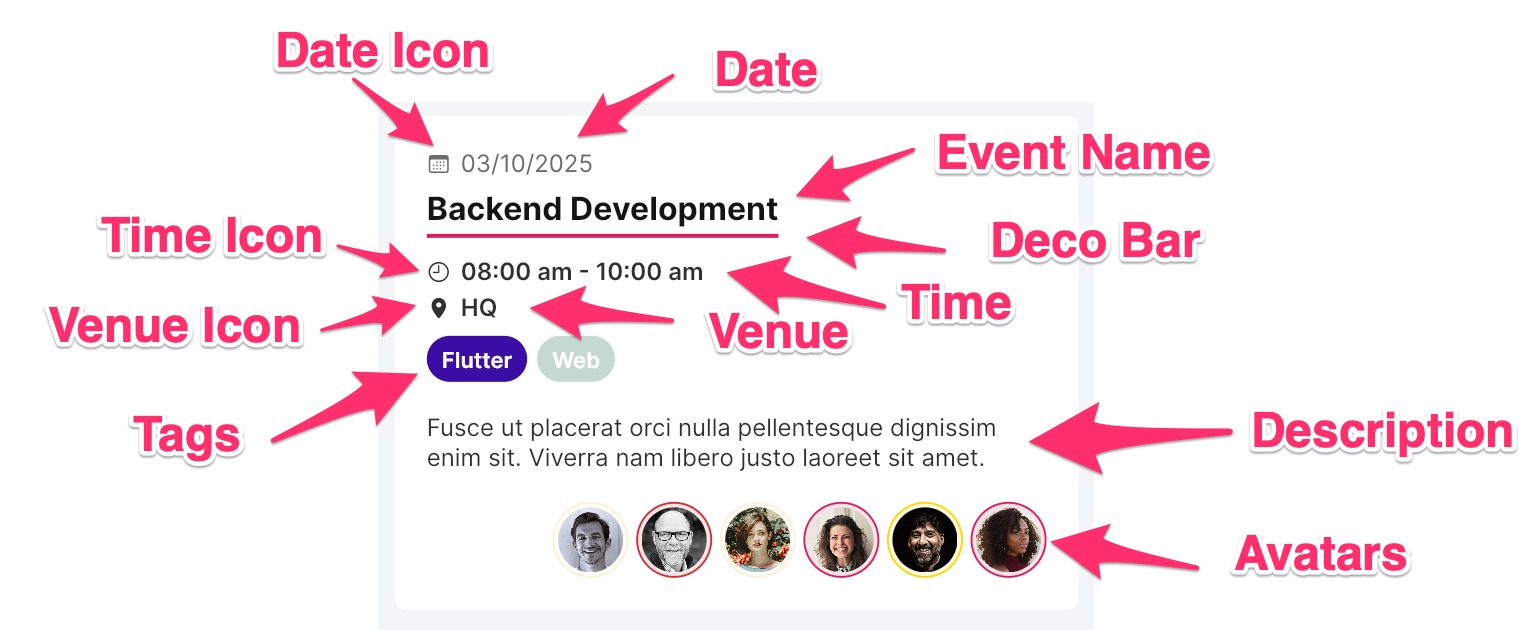 Date Icon
Date
03/10/2025
Event Name
Backend Development
Time Icon
Deco Bar
08:00 am - 10:00 am
Time
Venue Icon
HQ
Venue
Flutter
Web
Tags
Fusce ut placerat orci nulla pellentesque dignissim
enim sit. Viverra nam libero justo laoreet sit amet.
Description
Avatars